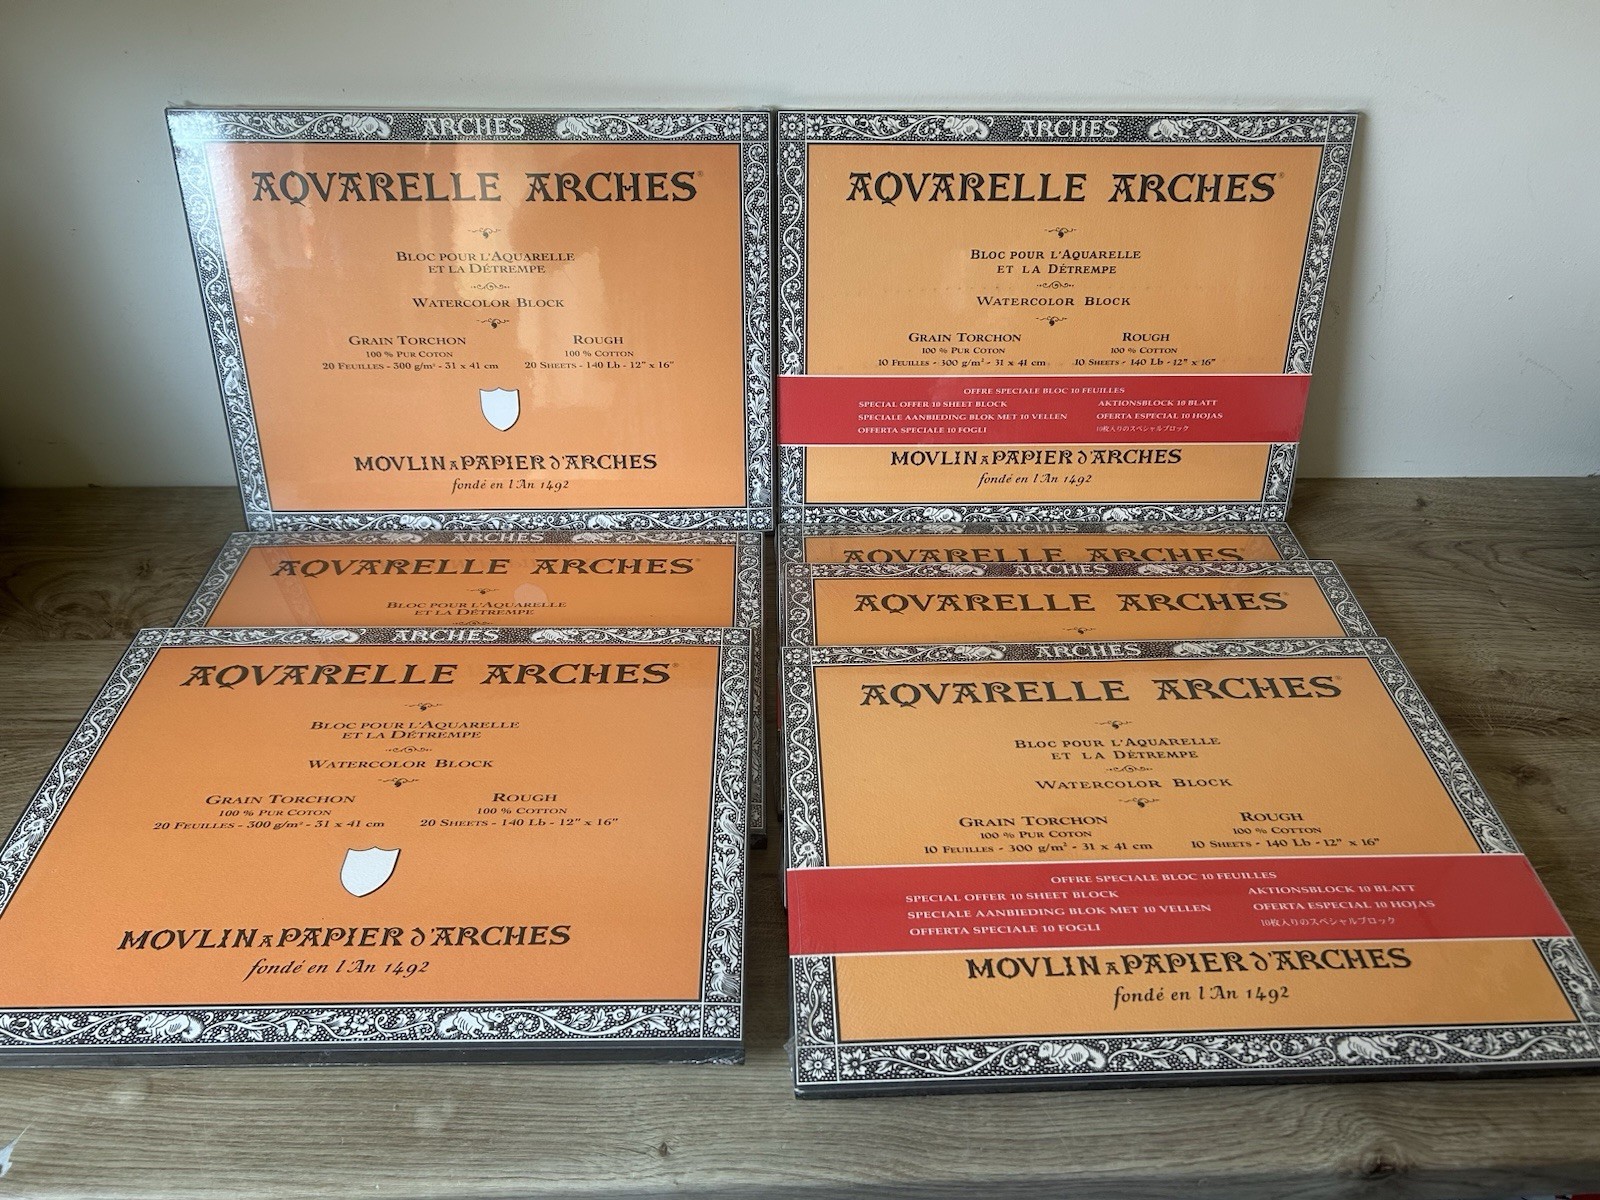 ARCHES
AQVARELLE ARCHES®
BLOC POUR L'AQUARELLE
ET LA DÉTREMPE
WATERCOLOR BLOCK
GRAIN TORCHON ROUGH
100 % PUR COTON 100 % COTTON
20 FEUILLES - 300 g/m² - 31 x 41 cm 20 SHEETS - 140 Lb - 12" x 16"
MOVLIN A PAPIER D'ARCHES
fondé en l'An 1492
ARCHES
AQVARELLE ARCHES®
BLOC POUR L'AQUARELLE
ET LA DÉTREMPE
WATERCOLOR BLOCK
GRAIN TORCHON ROUGH
100 % PUR COTON 100 % COTTON
10 FEUILLES - 300 g/m² - 31 x 41 cm 10 SHEETS - 140 Lb - 12" x 16"
OFFRE SPECIALE BLOC 10 FEUILLES
SPECIAL OFFER 10 SHEET BLOCK AKTIONSBLOCK 10 BLATT
SPECIALE AANBIEDING BLOK MET 10 VELLEN OFERTA ESPECIAL 10 HOJAS
OFFERTA SPECIALE 10 FOGLI 10枚入りのスペシャルブロック
MOVLIN A PAPIER D'ARCHES
fondé en l'An 1492
ARCHES
AQVARELLE ARCHES
BLOC POUR L'AQUARELLE
ET LA DÉTREMPE
ARCHES
AQVARELLE ARCHES
ARCHES
AQVARELLE ARCHES®
ARCHES
AQVARELLE ARCHES®
BLOC POUR L'AQUARELLE
ET LA DÉTREMPE
WATERCOLOR BLOCK
GRAIN TORCHON ROUGH
100 % PUR COTON 100 % COTTON
20 FEUILLES - 300 g/m² - 31 x 41 cm 20 SHEETS - 140 Lb - 12" x 16"
MOVLIN A PAPIER D'ARCHES
fondé en l'An 1492
ARCHES
AQVARELLE ARCHES®
BLOC POUR L'AQUARELLE
ET LA DÉTREMPE
WATERCOLOR BLOCK
GRAIN TORCHON ROUGH
100 % PUR COTON 100 % COTTON
10 FEUILLES - 300 g/m² - 31 x 41 cm 10 SHEETS - 140 Lb - 12" x 16"
OFFRE SPECIALE BLOC 10 FEUILLES
SPECIAL OFFER 10 SHEET BLOCK AKTIONSBLOCK 10 BLATT
SPECIALE AANBIEDING BLOK MET 10 VELLEN OFERTA ESPECIAL 10 HOJAS
OFFERTA SPECIALE 10 FOGLI 10枚入りのスペシャルブロック
MOVLIN A PAPIER D'ARCHES
fondé en l'An 1492